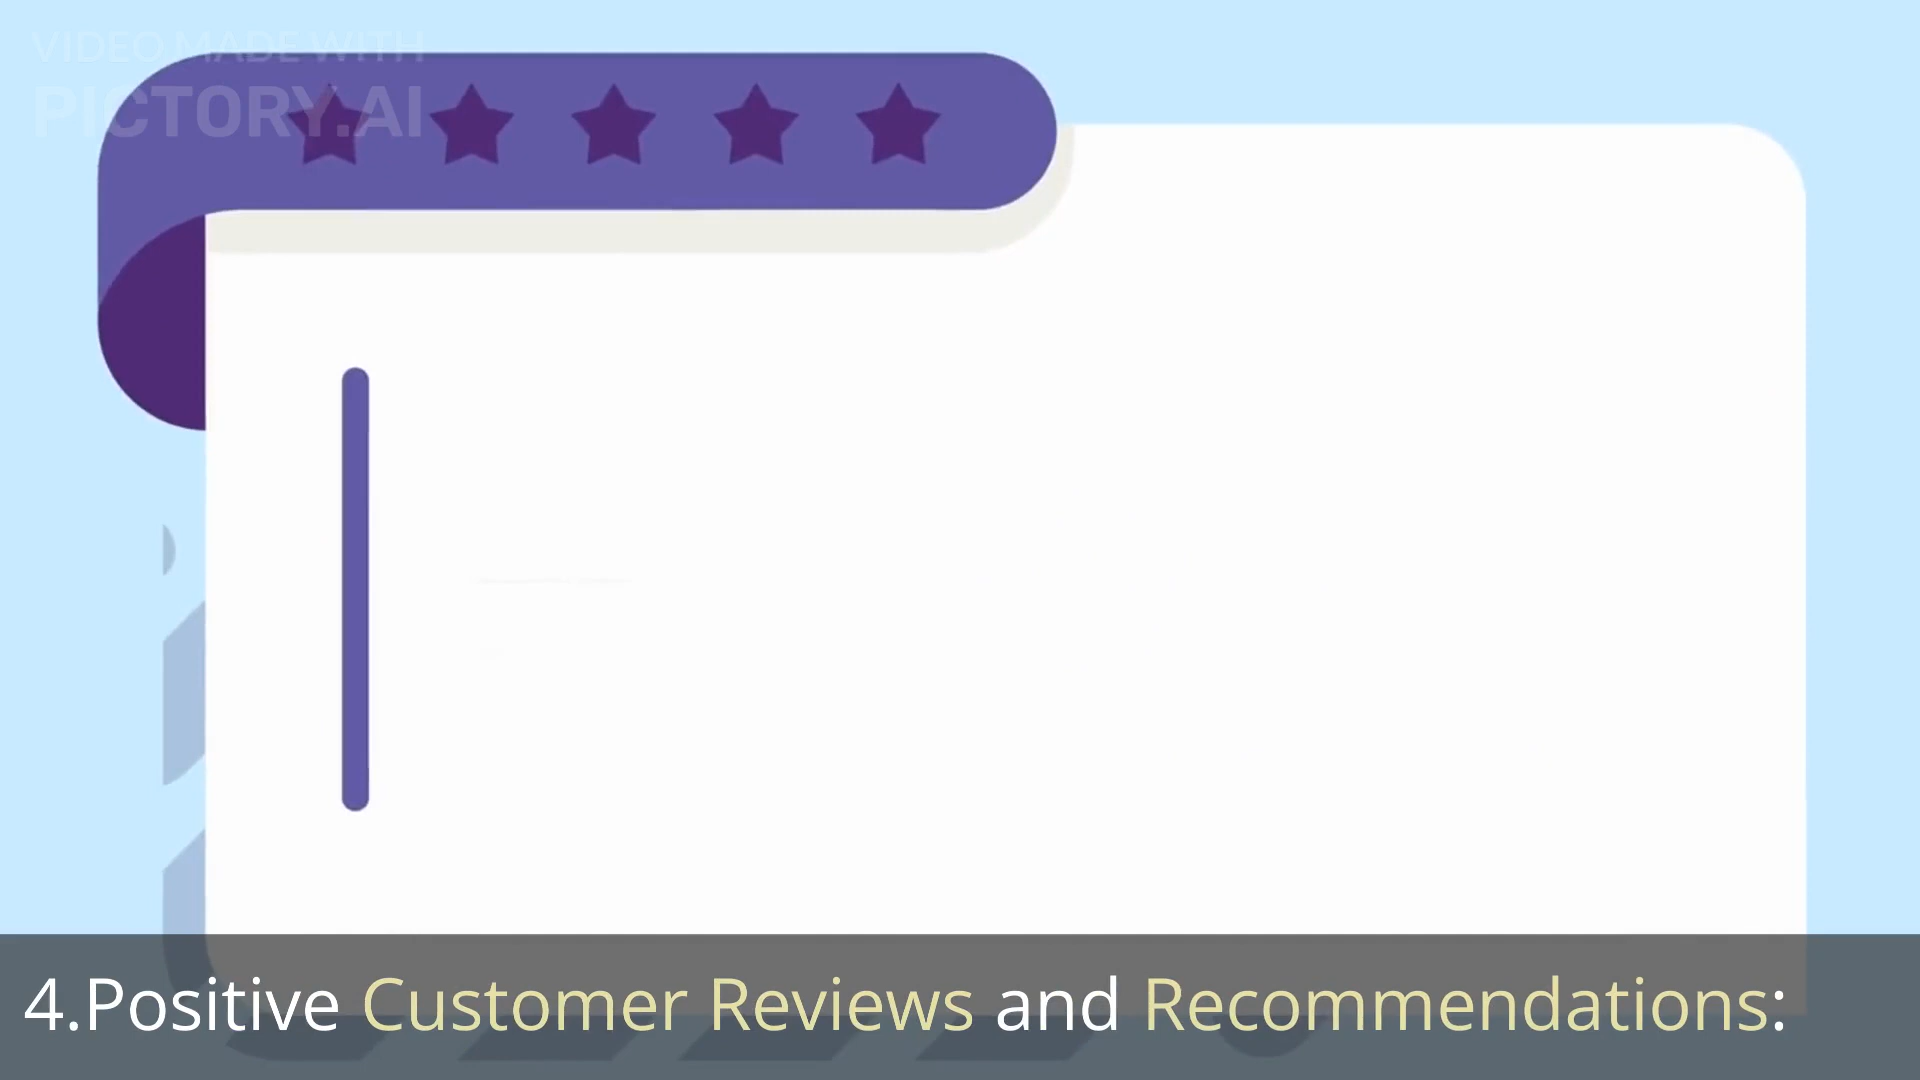 VIDEO MADE WITH
PICTORY.AI
4.Positive Customer Reviews and Recommendations: